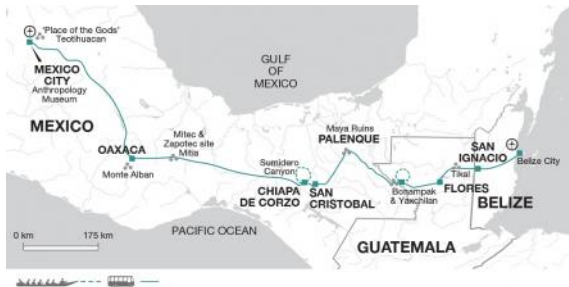 'Place of the Gods'
Teotihuacan
MEXICO
CITY
Anthropology
Museum
MEXICO
GULF
OF
MEXICO
OAXACA
Monte Alban
Mitec &
Zapotec site
Mitla
Sumidero
Canyon
CHIAPA
DE CORZO
SAN
CRISTOBAL
Maya Ruins
PALENQUE
Bonampak
& Yaxchilan
FLORES
Tikal
SAN
IGNACIO
Belize City
BELIZE
GUATEMALA
PACIFIC OCEAN
0 km
175 km